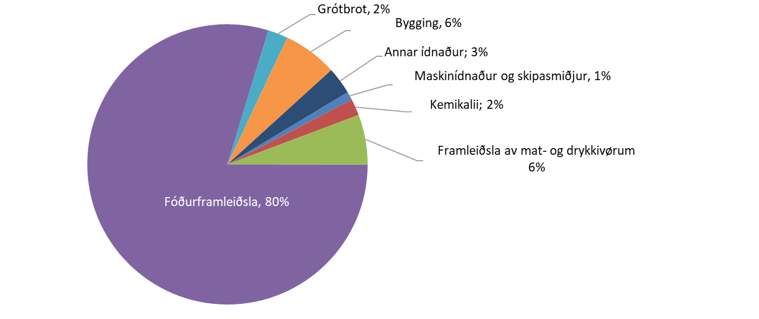 Grótbrot, 2%
Bygging, 6%
Annar ídnaður; 3%
Maskinídnaður og skipasmiðjur, 1%
Kemikalii; 2%
Framleiðsla av mat- og drykkivørum
6%
Fóðurframleiðsla, 80%